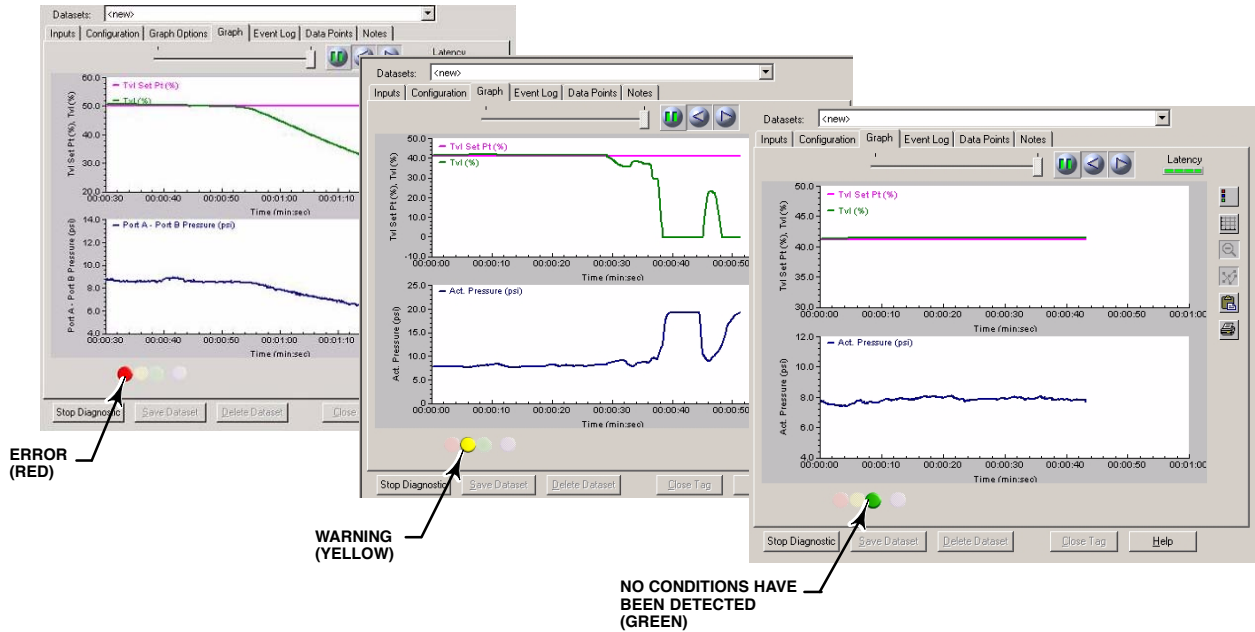 Datasets: <new>
Inputs Configuration Graph Options Graph Event Log Data Points Notes
Latency
Tvl Set Pt (%), Tvl (%)
60.0
50.0
40.0
30.0
20.0
Tvl Set Pt (%)
Tvl (%)
00:00:30 00:00:40 00:00:50 00:01:00 00:01:10
Time (min:sec)
Port A - Port B Pressure (psi)
14.0
12.0
10.0
8.0
6.0
4.0
Port A - Port B Pressure (psi)
00:00:30 00:00:40 00:00:50 00:01:00 00:01:10
Time (min:sec)
Stop Diagnostic Save Dataset Delete Dataset Close
ERROR
(RED)
Datasets: <new>
Inputs Configuration Graph Event Log Data Points Notes
Tvl Set Pt (%), Tvl (%)
50.0
40.0
30.0
20.0
10.0
0
-10.0
Tvl Set Pt (%)
Tvl (%)
00:00:00 00:00:10 00:00:20 00:00:30 00:00:40 00:00:50
Time (min:sec)
Act. Pressure (psi)
25.0
20.0
15.0
10.0
5.0
0
Act. Pressure (psi)
00:00:00 00:00:10 00:00:20 00:00:30 00:00:40 00:00:50
Time (min:sec)
Stop Diagnostic Save Dataset Delete Dataset Close Tag
WARNING
(YELLOW)
Datasets: <new>
Inputs Configuration Graph Event Log Data Points Notes
Latency
Tvl Set Pt (%), Tvl (%)
50.0
45.0
40.0
35.0
30.0
Tvl Set Pt (%)
Tvl (%)
00:00:00 00:00:10 00:00:20 00:00:30 00:00:40 00:00:50 00:01:00
Time (min:sec)
Act. Pressure (psi)
12.0
10.0
8.0
6.0
4.0
Act. Pressure (psi)
00:00:00 00:00:10 00:00:20 00:00:30 00:00:40 00:00:50 00:01:00
Time (min:sec)
Stop Diagnostic Save Dataset Delete Dataset Close Tag Help
NO CONDITIONS HAVE
BEEN DETECTED
(GREEN)